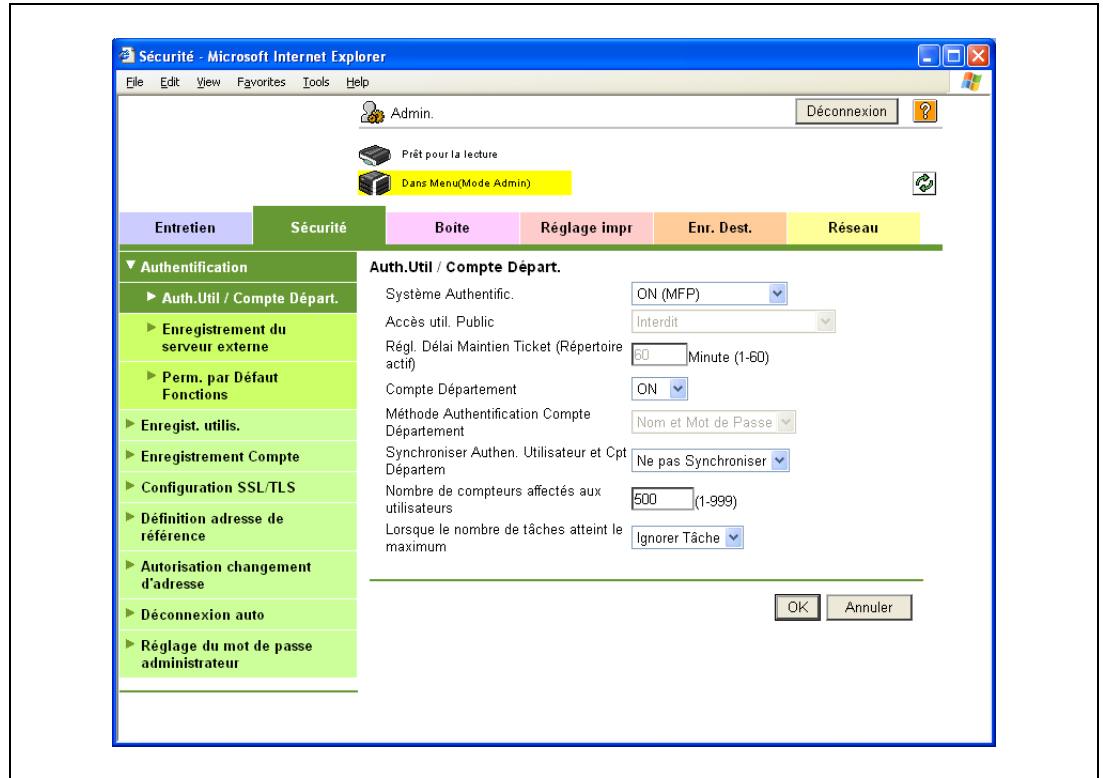 Sécurité - Microsoft Internet Explorer
File Edit View Favorites Tools Help
Admin.
Déconnexion
?
Prêt pour la lecture
Dans Menu(Mode Admin)
Entretien
Sécurité
Boite
Réglage impr
Enr. Dest.
Réseau
Authentification
Auth.Util / Compte Départ.
Enregistrement du
serveur externe
Perm. par Défaut
Fonctions
Enregist. utilis.
Enregistrement Compte
Configuration SSL/TLS
Définition adresse de
référence
Autorisation changement
d'adresse
Déconnexion auto
Réglage du mot de passe
administrateur
Auth.Util / Compte Départ.
Système Authentific. ON (MFP)
Accès util. Public Interdit
Régl. Délai Maintien Ticket (Répertoire
actif) 60 Minute (1-60)
Compte Département ON
Méthode Authentification Compte
Département Nom et Mot de Passe
Synchroniser Authen. Utilisateur et Cpt
Départem Ne pas Synchroniser
Nombre de compteurs affectés aux
utilisateurs 500 (1-999)
Lorsque le nombre de tâches atteint le
maximum Ignorer Tâche
OK Annuler